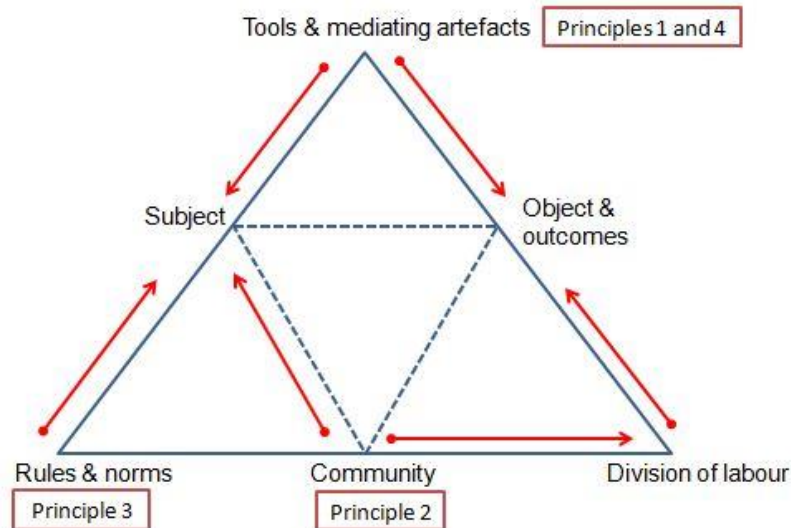 Tools & mediating artefacts
Principles 1 and 4
Subject
Object &
outcomes
Rules & norms
Community
Division of labour
Principle 3
Principle 2